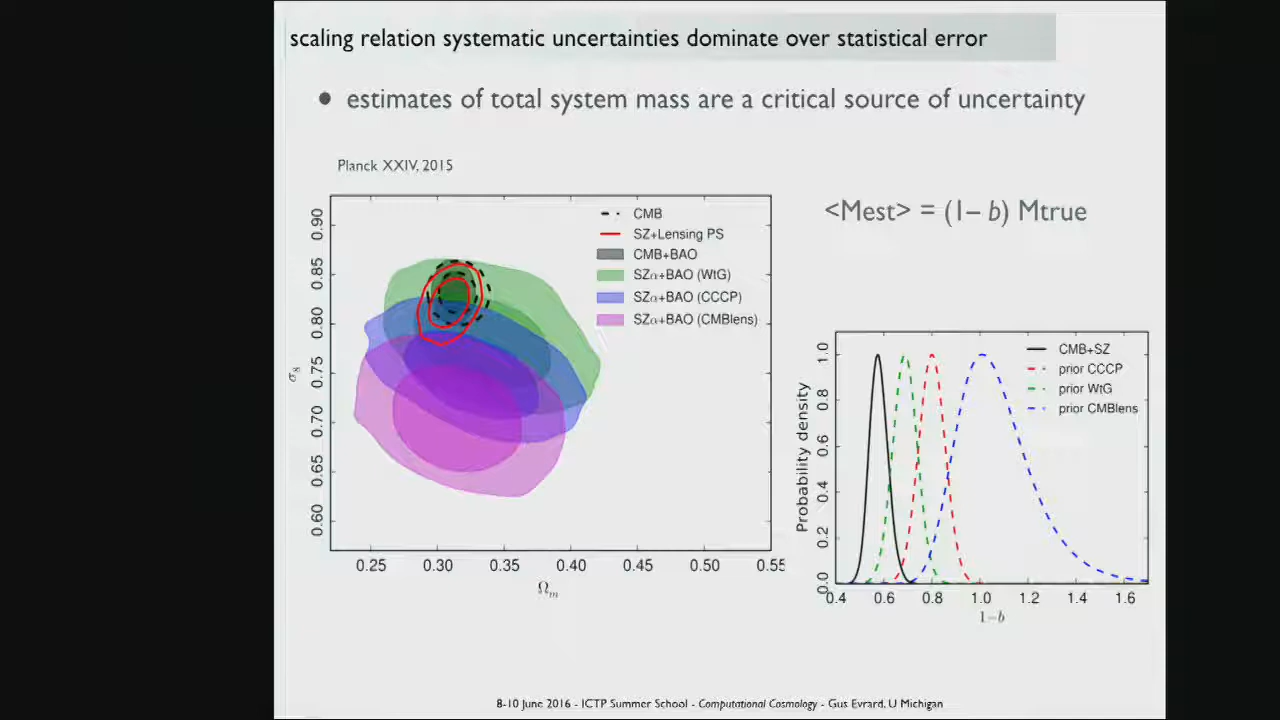 scaling relation systematic uncertainties dominate over statistical error
• estimates of total system mass are a critical source of uncertainty
Planck XXIV, 2015
<Mest> = (1– b) Mtrue
CMB
SZ+Lensing PS
CMB+BAO
SZα+BAO (WtG)
SZα+BAO (CCCP)
SZα+BAO (CMBlens)
0.90
0.85
0.80
0.75
0.70
0.65
0.60
σ8
0.25 0.30 0.35 0.40 0.45 0.50 0.55
Ωm
CMB+SZ
prior CCCP
prior WtG
prior CMBlens
1.0
0.8
0.6
0.4
0.2
0.0
Probability density
0.4 0.6 0.8 1.0 1.2 1.4 1.6
1−b
8-10 June 2016 - ICTP Summer School - Computational Cosmology - Gus Evrard, U Michigan